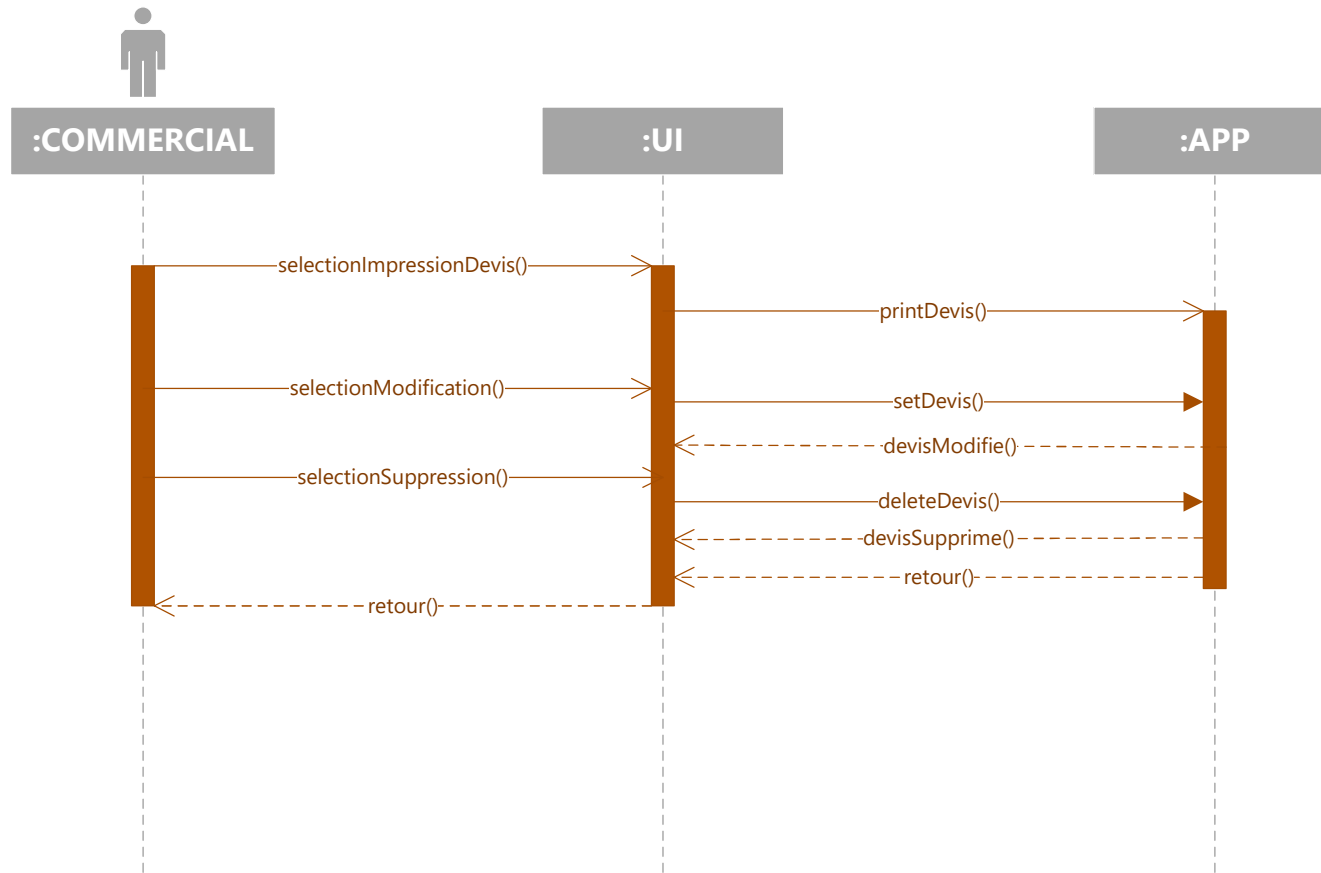 :COMMERCIAL
:UI
:APP
selectionImpressionDevis()
printDevis()
selectionModification()
setDevis()
devisModifie()
selectionSuppression()
deleteDevis()
devisSupprime()
retour()
retour()